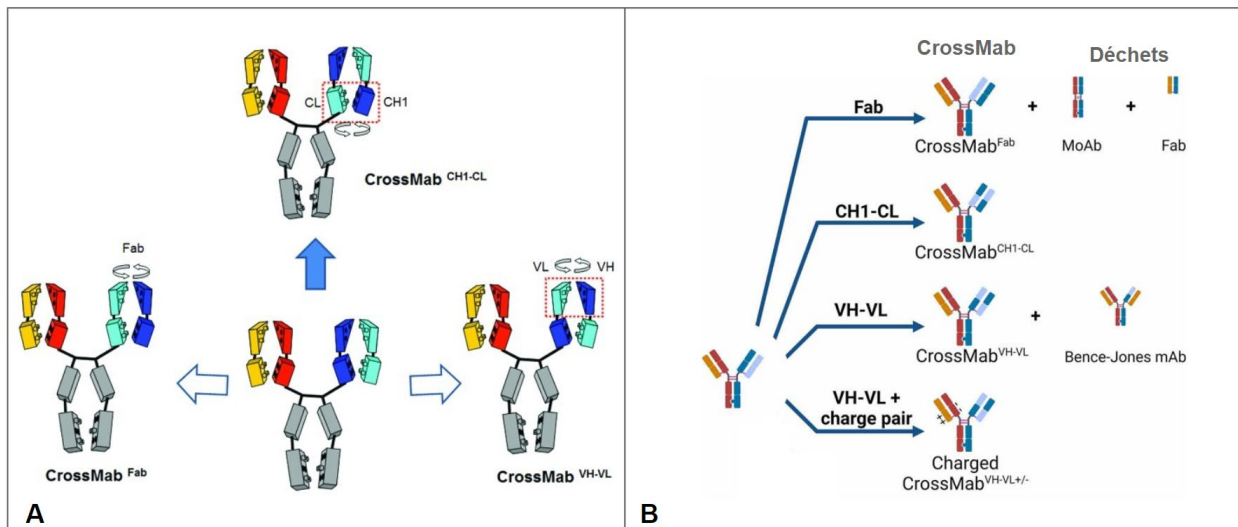 CL
CH1
CrossMab CH1-CL
Fab
CrossMab Fab
VL
VH
CrossMab VH-VL
A
CrossMab
Déchets
Fab
CrossMabFab
+
MoAb
+
Fab
CH1-CL
CrossMabCH1-CL
VH-VL
CrossMabVH-VL
+
Bence-Jones mAb
VH-VL +
charge pair
Charged
CrossMabVH-VL+/-
B